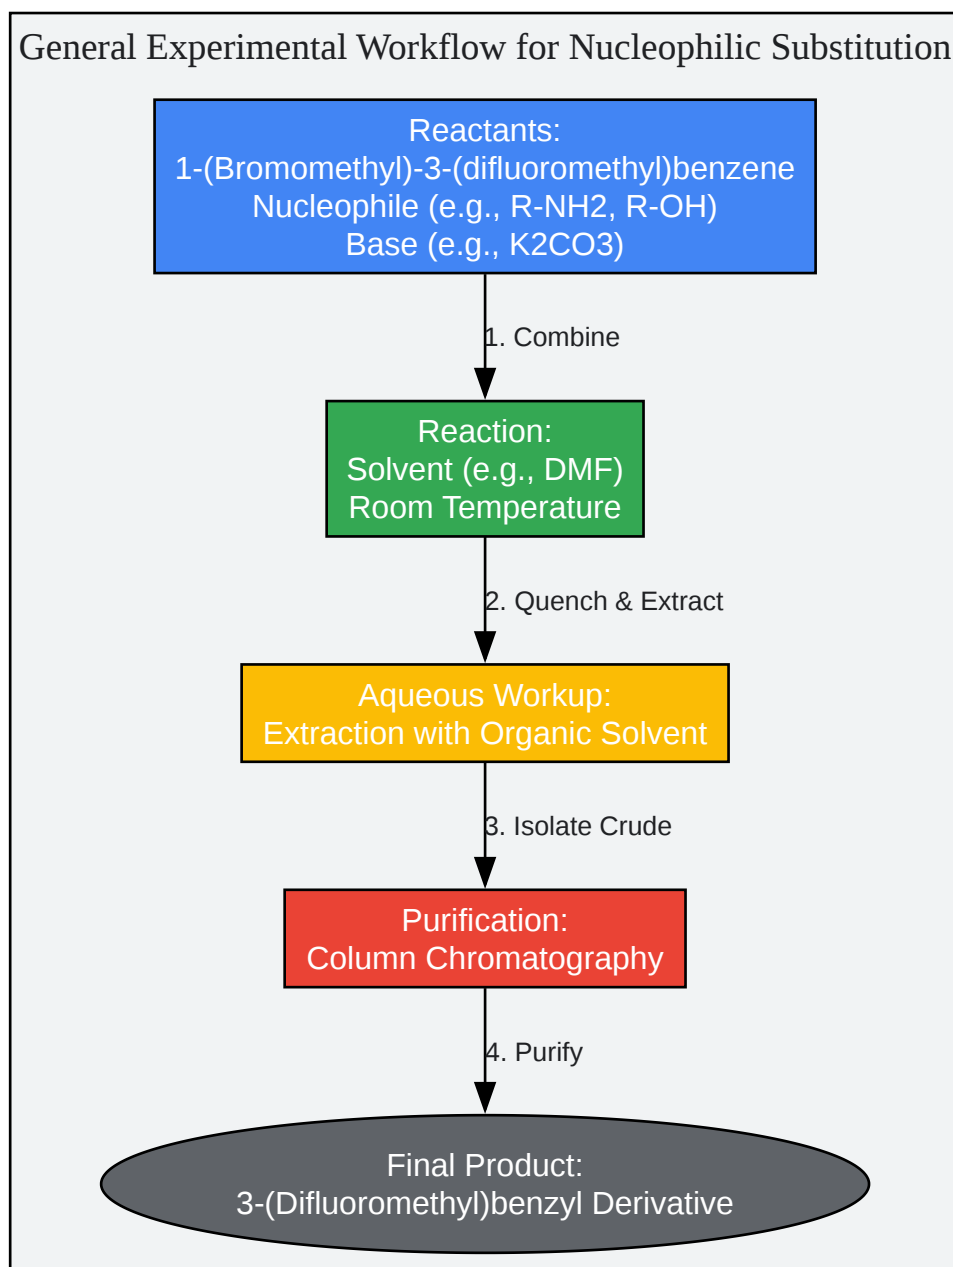 General Experimental Workflow for Nucleophilic Substitution
Reactants:
1-(Bromomethyl)-3-(difluoromethyl)benzene
Nucleophile (e.g., R-NH2, R-OH)
Base (e.g., K2CO3)
1. Combine
Reaction:
Solvent (e.g., DMF)
Room Temperature
2. Quench & Extract
Aqueous Workup:
Extraction with Organic Solvent
3. Isolate Crude
Purification:
Column Chromatography
4. Purify
Final Product:
3-(Difluoromethyl)benzyl Derivative